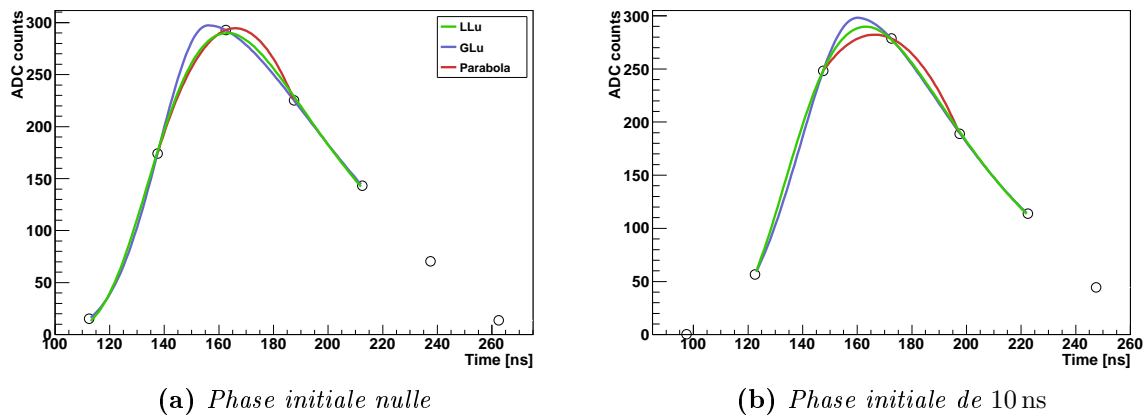 ADC counts
300
250
200
150
100
50
0
100 120 140 160 180 200 220 240 260
Time [ns]
LLu
GLu
Parabola
(a) Phase initiale nulle
ADC counts
300
250
200
150
100
50
0
100 120 140 160 180 200 220 240 260
Time [ns]
(b) Phase initiale de 10 ns